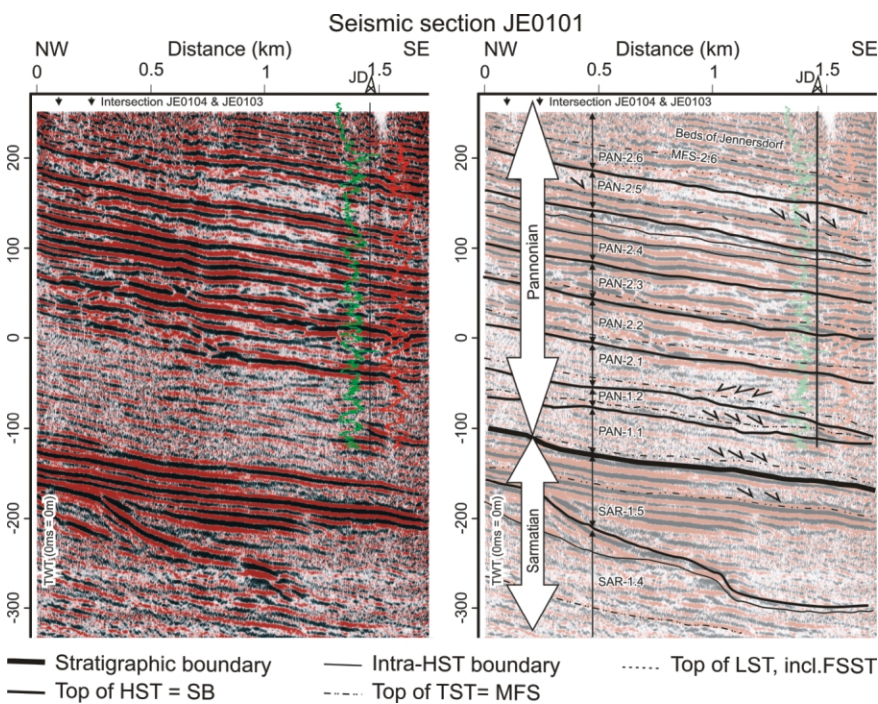 Seismic section JE0101
NW Distance (km) SE
0 0.5 1 1.5
JD
Intersection JE0104 & JE0103
200
100
0
-100
-200
-300
TWT (0ms = 0m)
NW Distance (km) SE
0 0.5 1 1.5
JD
Intersection JE0104 & JE0103
Beds of Jennersdorf
PAN-2.6
MFS-2.6
PAN-2.5
PAN-2.4
PAN-2.3
PAN-2.2
PAN-2.1
PAN-1.2
PAN-1.1
SAR-1.5
SAR-1.4
Pannonian
Sarmatian
200
100
0
-100
-200
-300
TWT (0ms = 0m)
Stratigraphic boundary
Intra-HST boundary
Top of LST, incl.FSST
Top of HST = SB
Top of TST= MFS